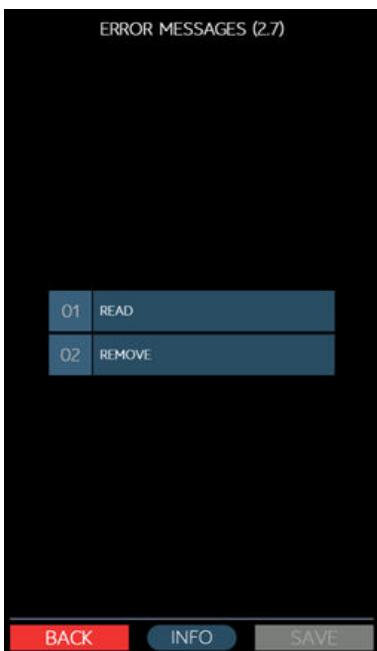 ERROR MESSAGES (2.7)
01 READ
02 REMOVE
BACK INFO SAVE